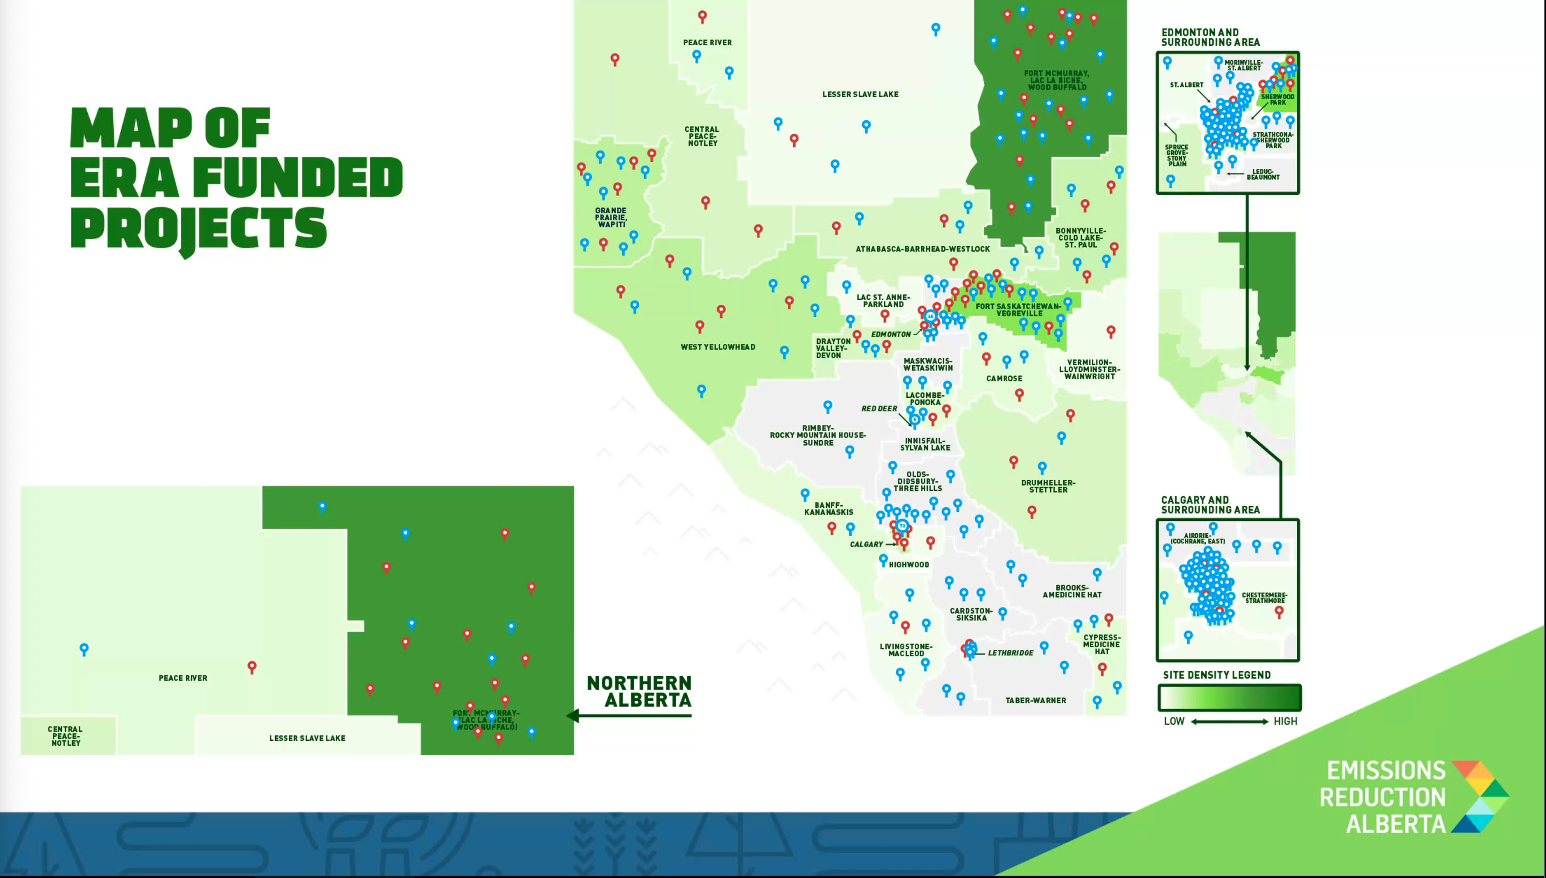 MAP OF
ERA FUNDED
PROJECTS
PEACE RIVER
LESSER SLAVE LAKE
FORT MCMURRAY,
LAC LA BICHE,
WOOD BUFFALO
CENTRAL
PEACE-
NOTLEY
GRANDE
PRAIRIE,
WAPITI
ATHABASCA-BARRHEAD-WESTLOCK
BONNYVILLE-
COLD LAKE-
ST. PAUL
LAC ST. ANNE-
PARKLAND
FORT SASKATCHEWAN-
VEGREVILLE
EDMONTON
WEST YELLOWHEAD
DRAYTON
VALLEY-
DEVON
MASKWACIS-
WETASKIWIN
CAMROSE
VERMILION-
LLOYDMINSTER-
WAINWRIGHT
LACOMBE-
PONOKA
RED DEER
RIMBEY-
ROCKY MOUNTAIN HOUSE-
SUNDRE
INNISFAIL-
SYLVAN LAKE
OLDS-
DIDSBURY-
THREE HILLS
DRUMHELLER-
STETTLER
BANFF-
KANANASKIS
CALGARY
HIGHWOOD
BROOKS-
AMEDICINE HAT
CARDSTON-
SIKSIKA
CYPRESS-
MEDICINE
HAT
LIVINGSTONE-
MACLEOD
LETHBRIDGE
TABER-WARNER
EDMONTON AND
SURROUNDING AREA
MORINVILLE-
ST. ALBERT
ST. ALBERT
SHERWOOD
PARK
STRATHCONA-
SHERWOOD
PARK
SPRUCE
GROVE-
STONY
PLAIN
LEDUC-
BEAUMONT
CALGARY AND
SURROUNDING AREA
AIRDRIE-
(COCHRANE, EAST)
CHESTERMERE-
STRATHMORE
SITE DENSITY LEGEND
LOW
HIGH
PEACE RIVER
FORT MCMURRAY-
(LAC LA BICHE,
WOOD BUFFALO)
CENTRAL
PEACE-
NOTLEY
LESSER SLAVE LAKE
NORTHERN
ALBERTA
EMISSIONS
REDUCTION
ALBERTA